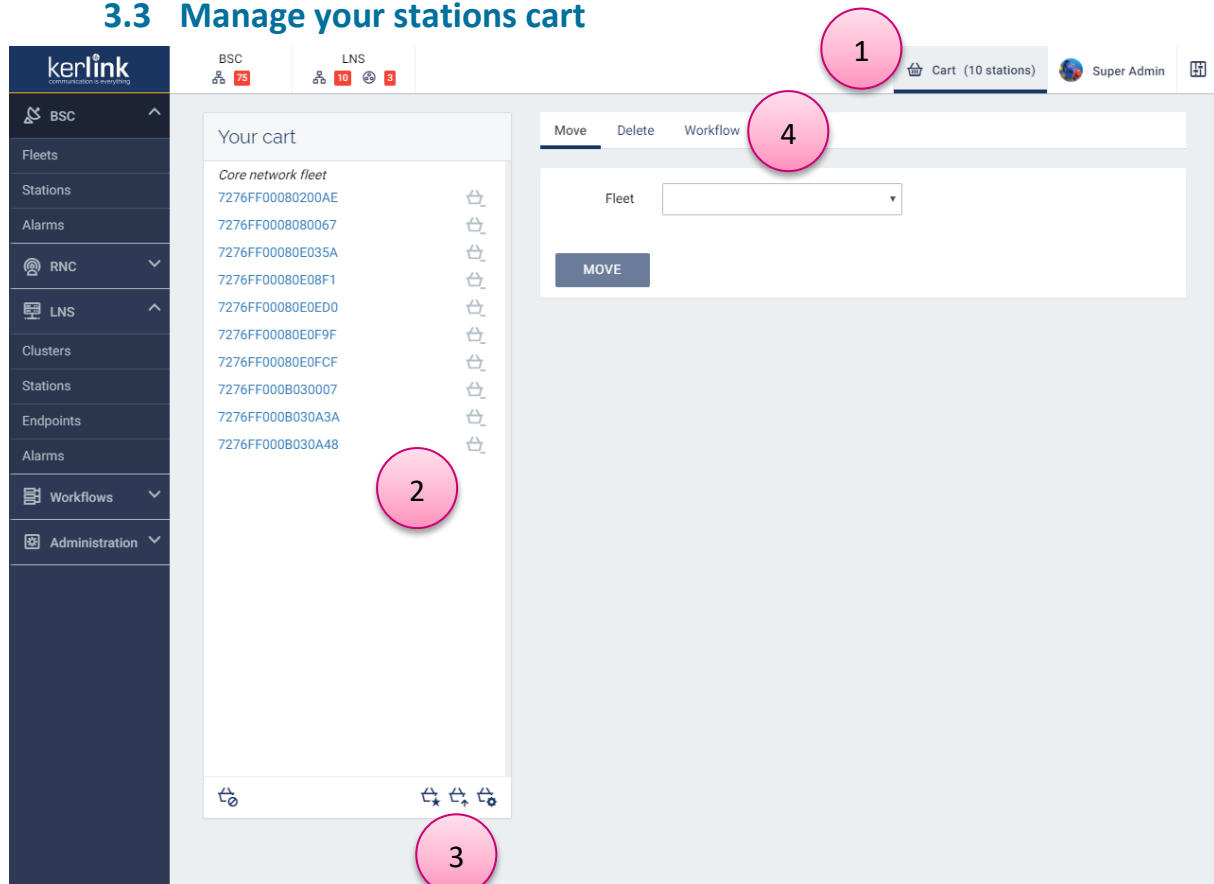 3.3 Manage your stations cart
kerlink
communication is everything
BSC
75
LNS
10 3
1
Cart (10 stations)
Super Admin
BSC
Fleets
Stations
Alarms
RNC
LNS
Clusters
Stations
Endpoints
Alarms
Workflows
Administration
Your cart
Core network fleet
7276FF00080200AE
7276FF0008080067
7276FF00080E035A
7276FF00080E08F1
7276FF00080E0ED0
7276FF00080E0F9F
7276FF00080E0FCF
7276FF000B030007
7276FF000B030A3A
7276FF000B030A48
2
3
Move Delete Workflow
4
Fleet
MOVE